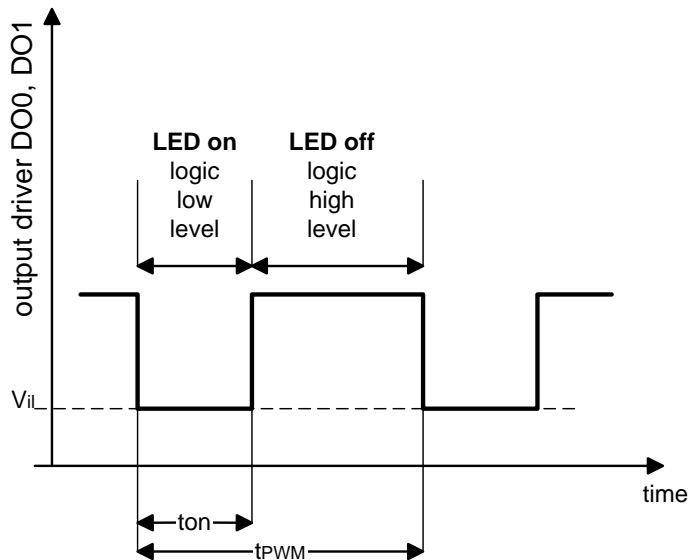 output driver DO0, DO1
LED on
logic
low
level
LED off
logic
high
level
Vil
time
ton
tPWM